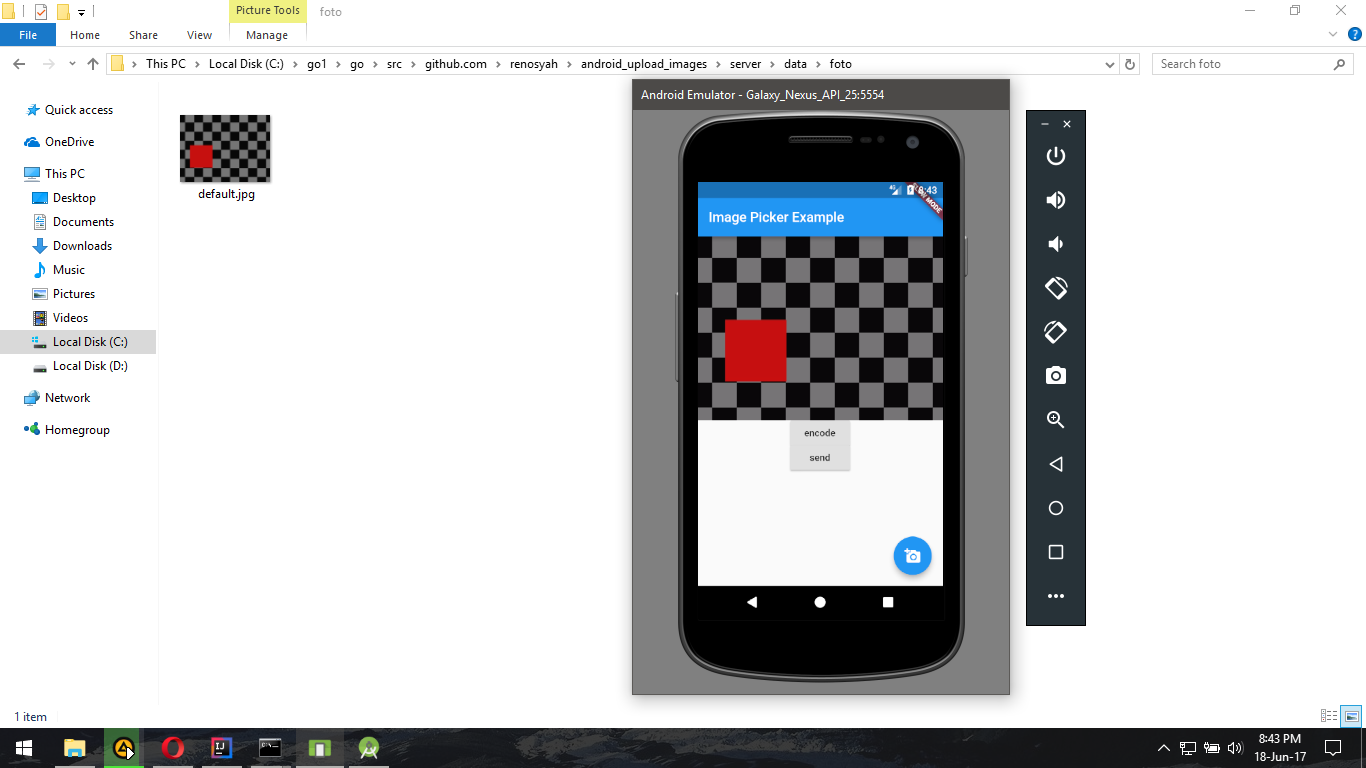 Picture Tools
foto
File
Home
Share
View
Manage
This PC
Local Disk (C:)
go1
go
src
github.com
renosyah
android_upload_images
server
data
foto
Search foto
Quick access
OneDrive
This PC
Desktop
Documents
Downloads
Music
Pictures
Videos
Local Disk (C:)
Local Disk (D:)
Network
Homegroup
default.jpg
Android Emulator - Galaxy_Nexus_API_25:5554
4G
8:43
MODE
Image Picker Example
encode
send
1 item
8:43 PM
18-Jun-17